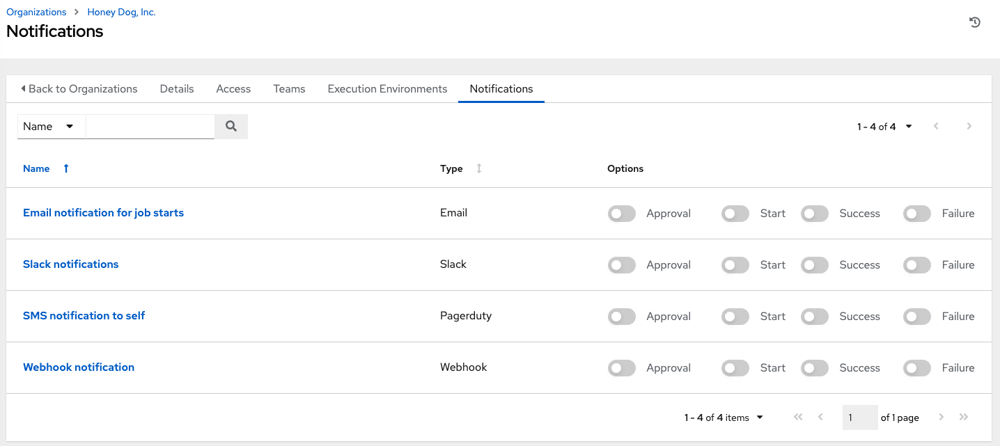 Organizations > Honey Dog, Inc.
Notifications
Back to Organizations Details Access Teams Execution Environments Notifications
Name 1 - 4 of 4
Name Type Options
Email notification for job starts Email Approval Start Success Failure
Slack notifications Slack Approval Start Success Failure
SMS notification to self Pagerduty Approval Start Success Failure
Webhook notification Webhook Approval Start Success Failure
1 - 4 of 4 items 1 of 1 page